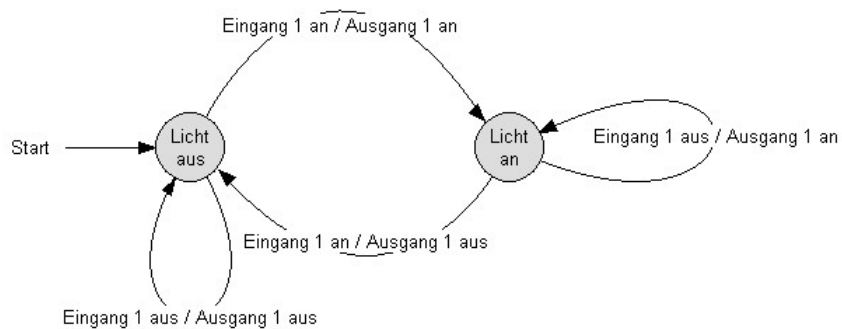 Eingang 1 an / Ausgang 1 an
Start
Licht
aus
Licht
an
Eingang 1 aus / Ausgang 1 an
Eingang 1 an / Ausgang 1 aus
Eingang 1 aus / Ausgang 1 aus